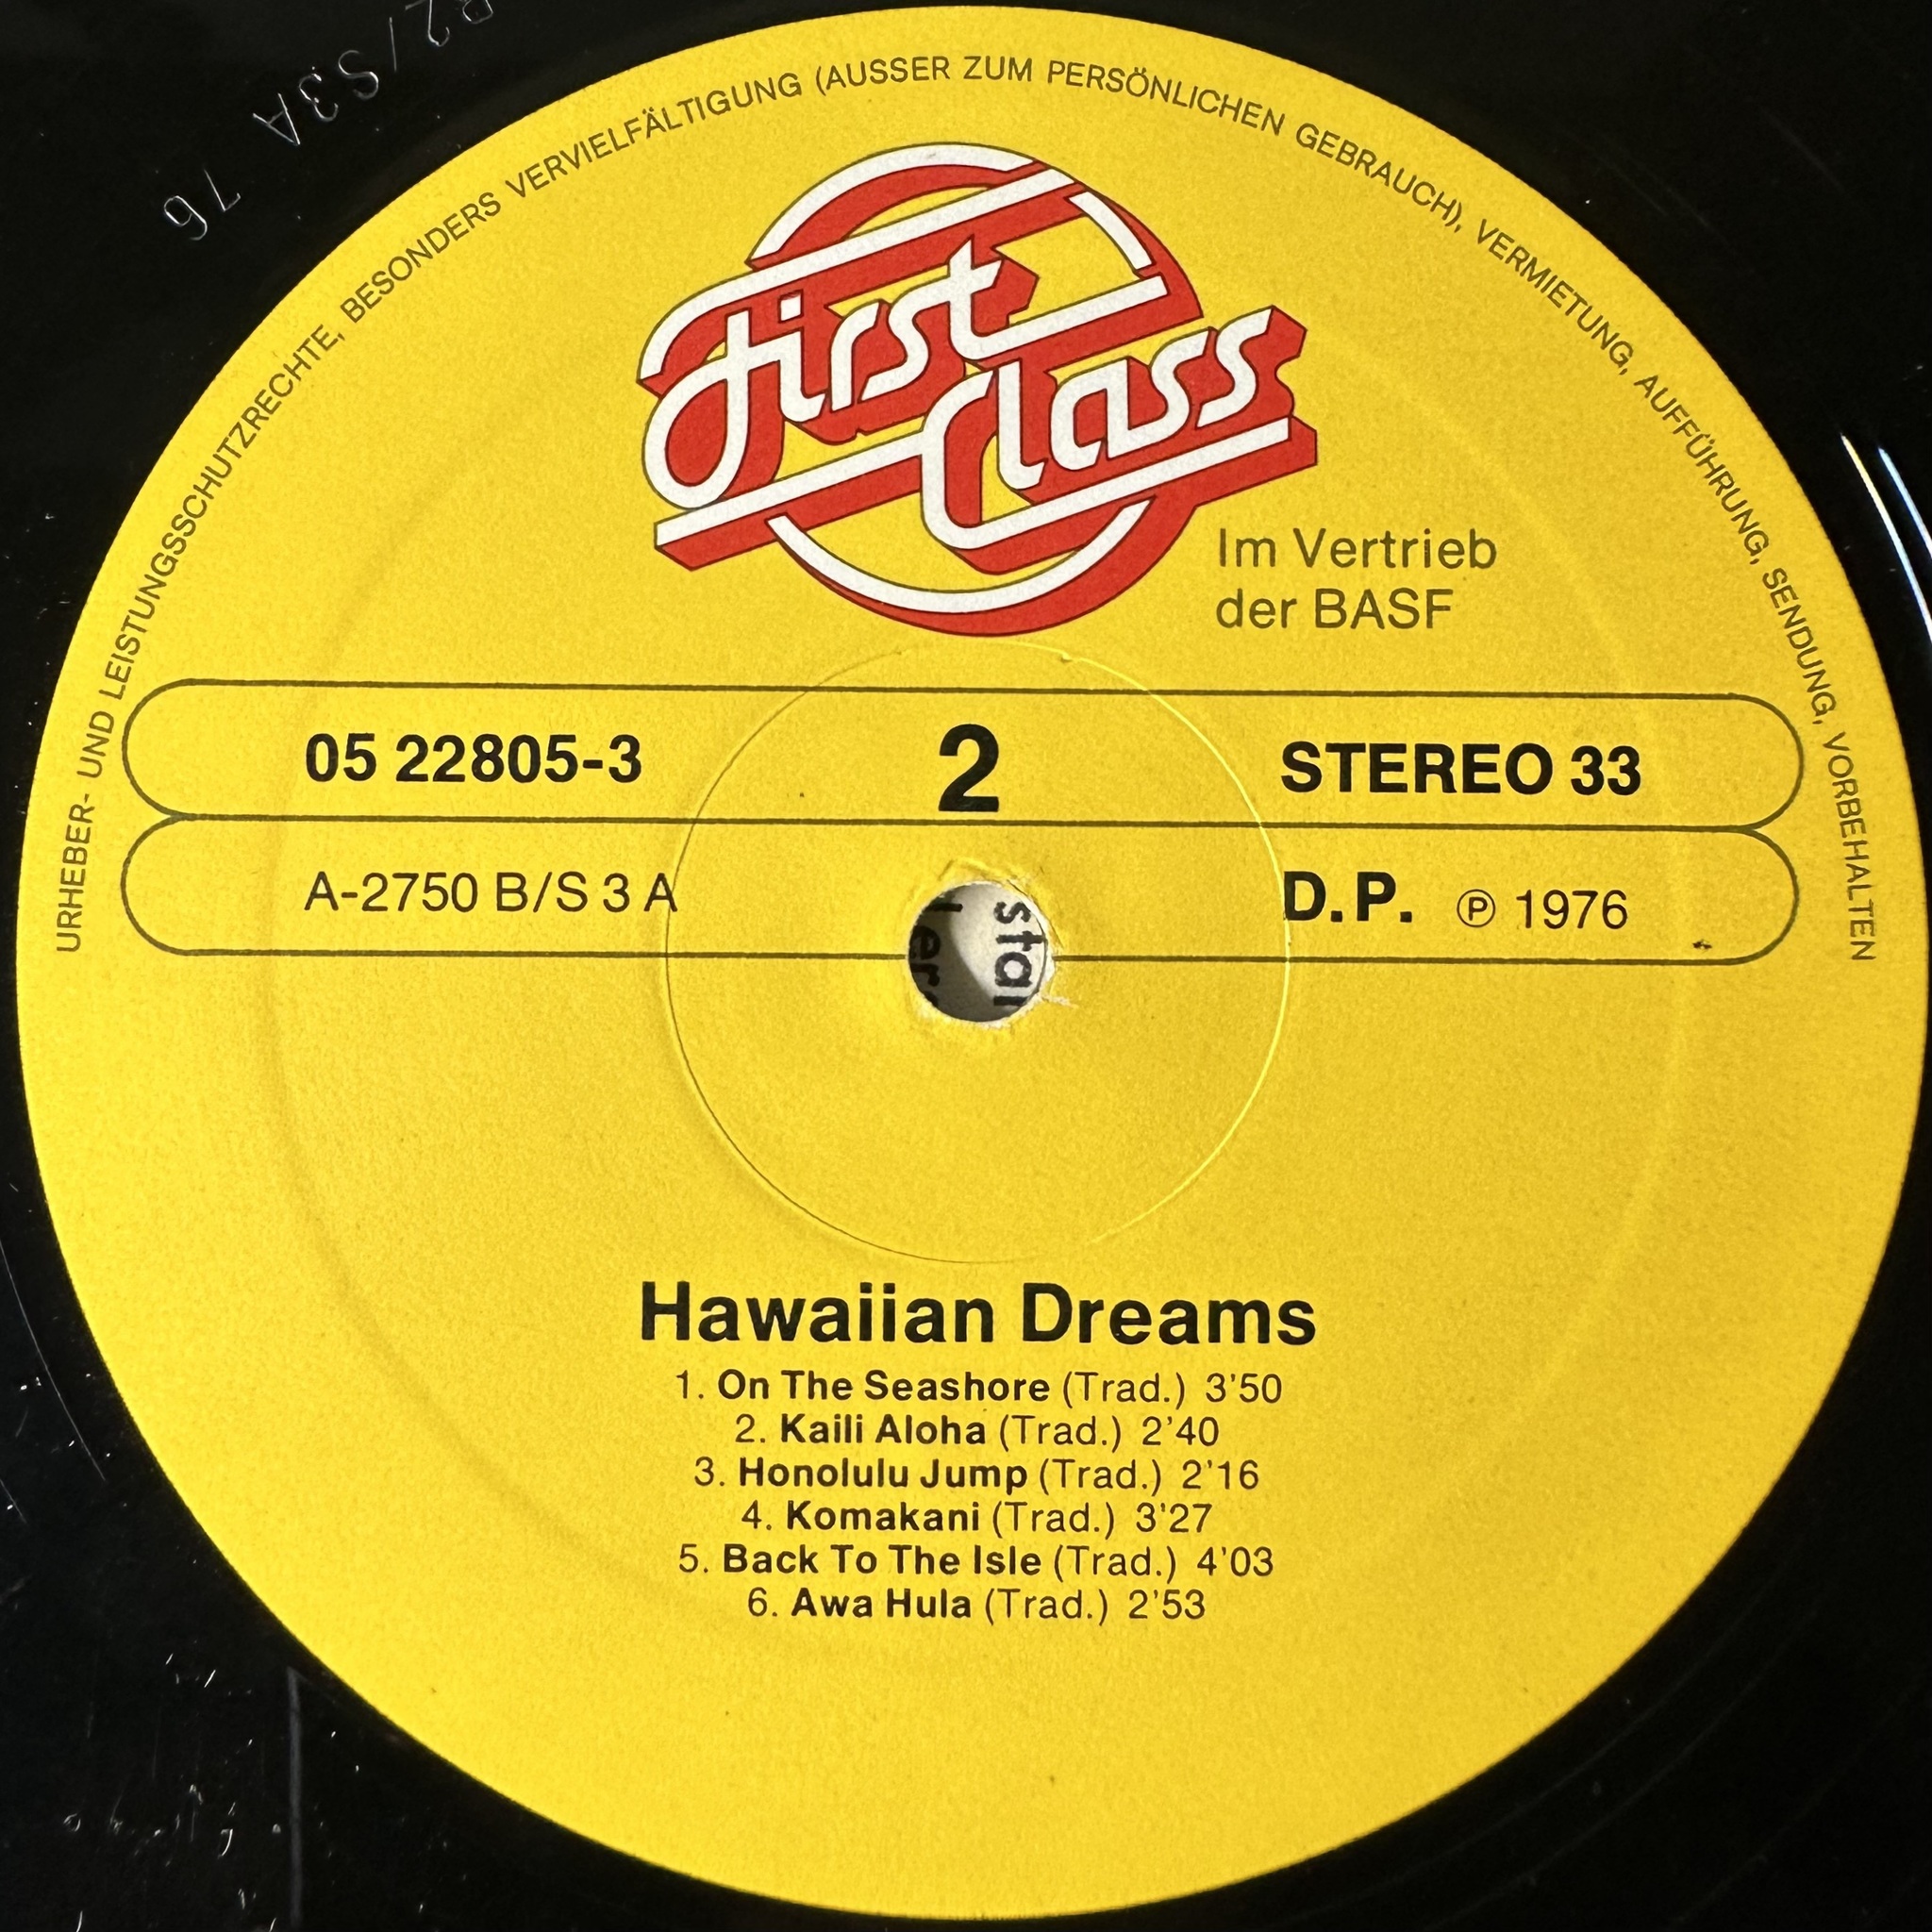 URHEBER- UND LEISTUNGSSCHUTZRECHTE, BESONDERS VERVIELFÄLTIGUNG (AUSSER ZUM PERSÖNLICHEN GEBRAUCH), VERMIETUNG, AUFFÜHRUNG, SENDUNG, VORBEHALTEN
First
Class
Im Vertrieb
der BASF
05 22805-3 2 STEREO 33
A-2750 B/S 3 A D.P. Ⓟ 1976
Hawaiian Dreams
1. On The Seashore (Trad.) 3'50
2. Kaili Aloha (Trad.) 2'40
3. Honolulu Jump (Trad.) 2'16
4. Komakani (Trad.) 3'27
5. Back To The Isle (Trad.) 4'03
6. Awa Hula (Trad.) 2'53
76 /S3A